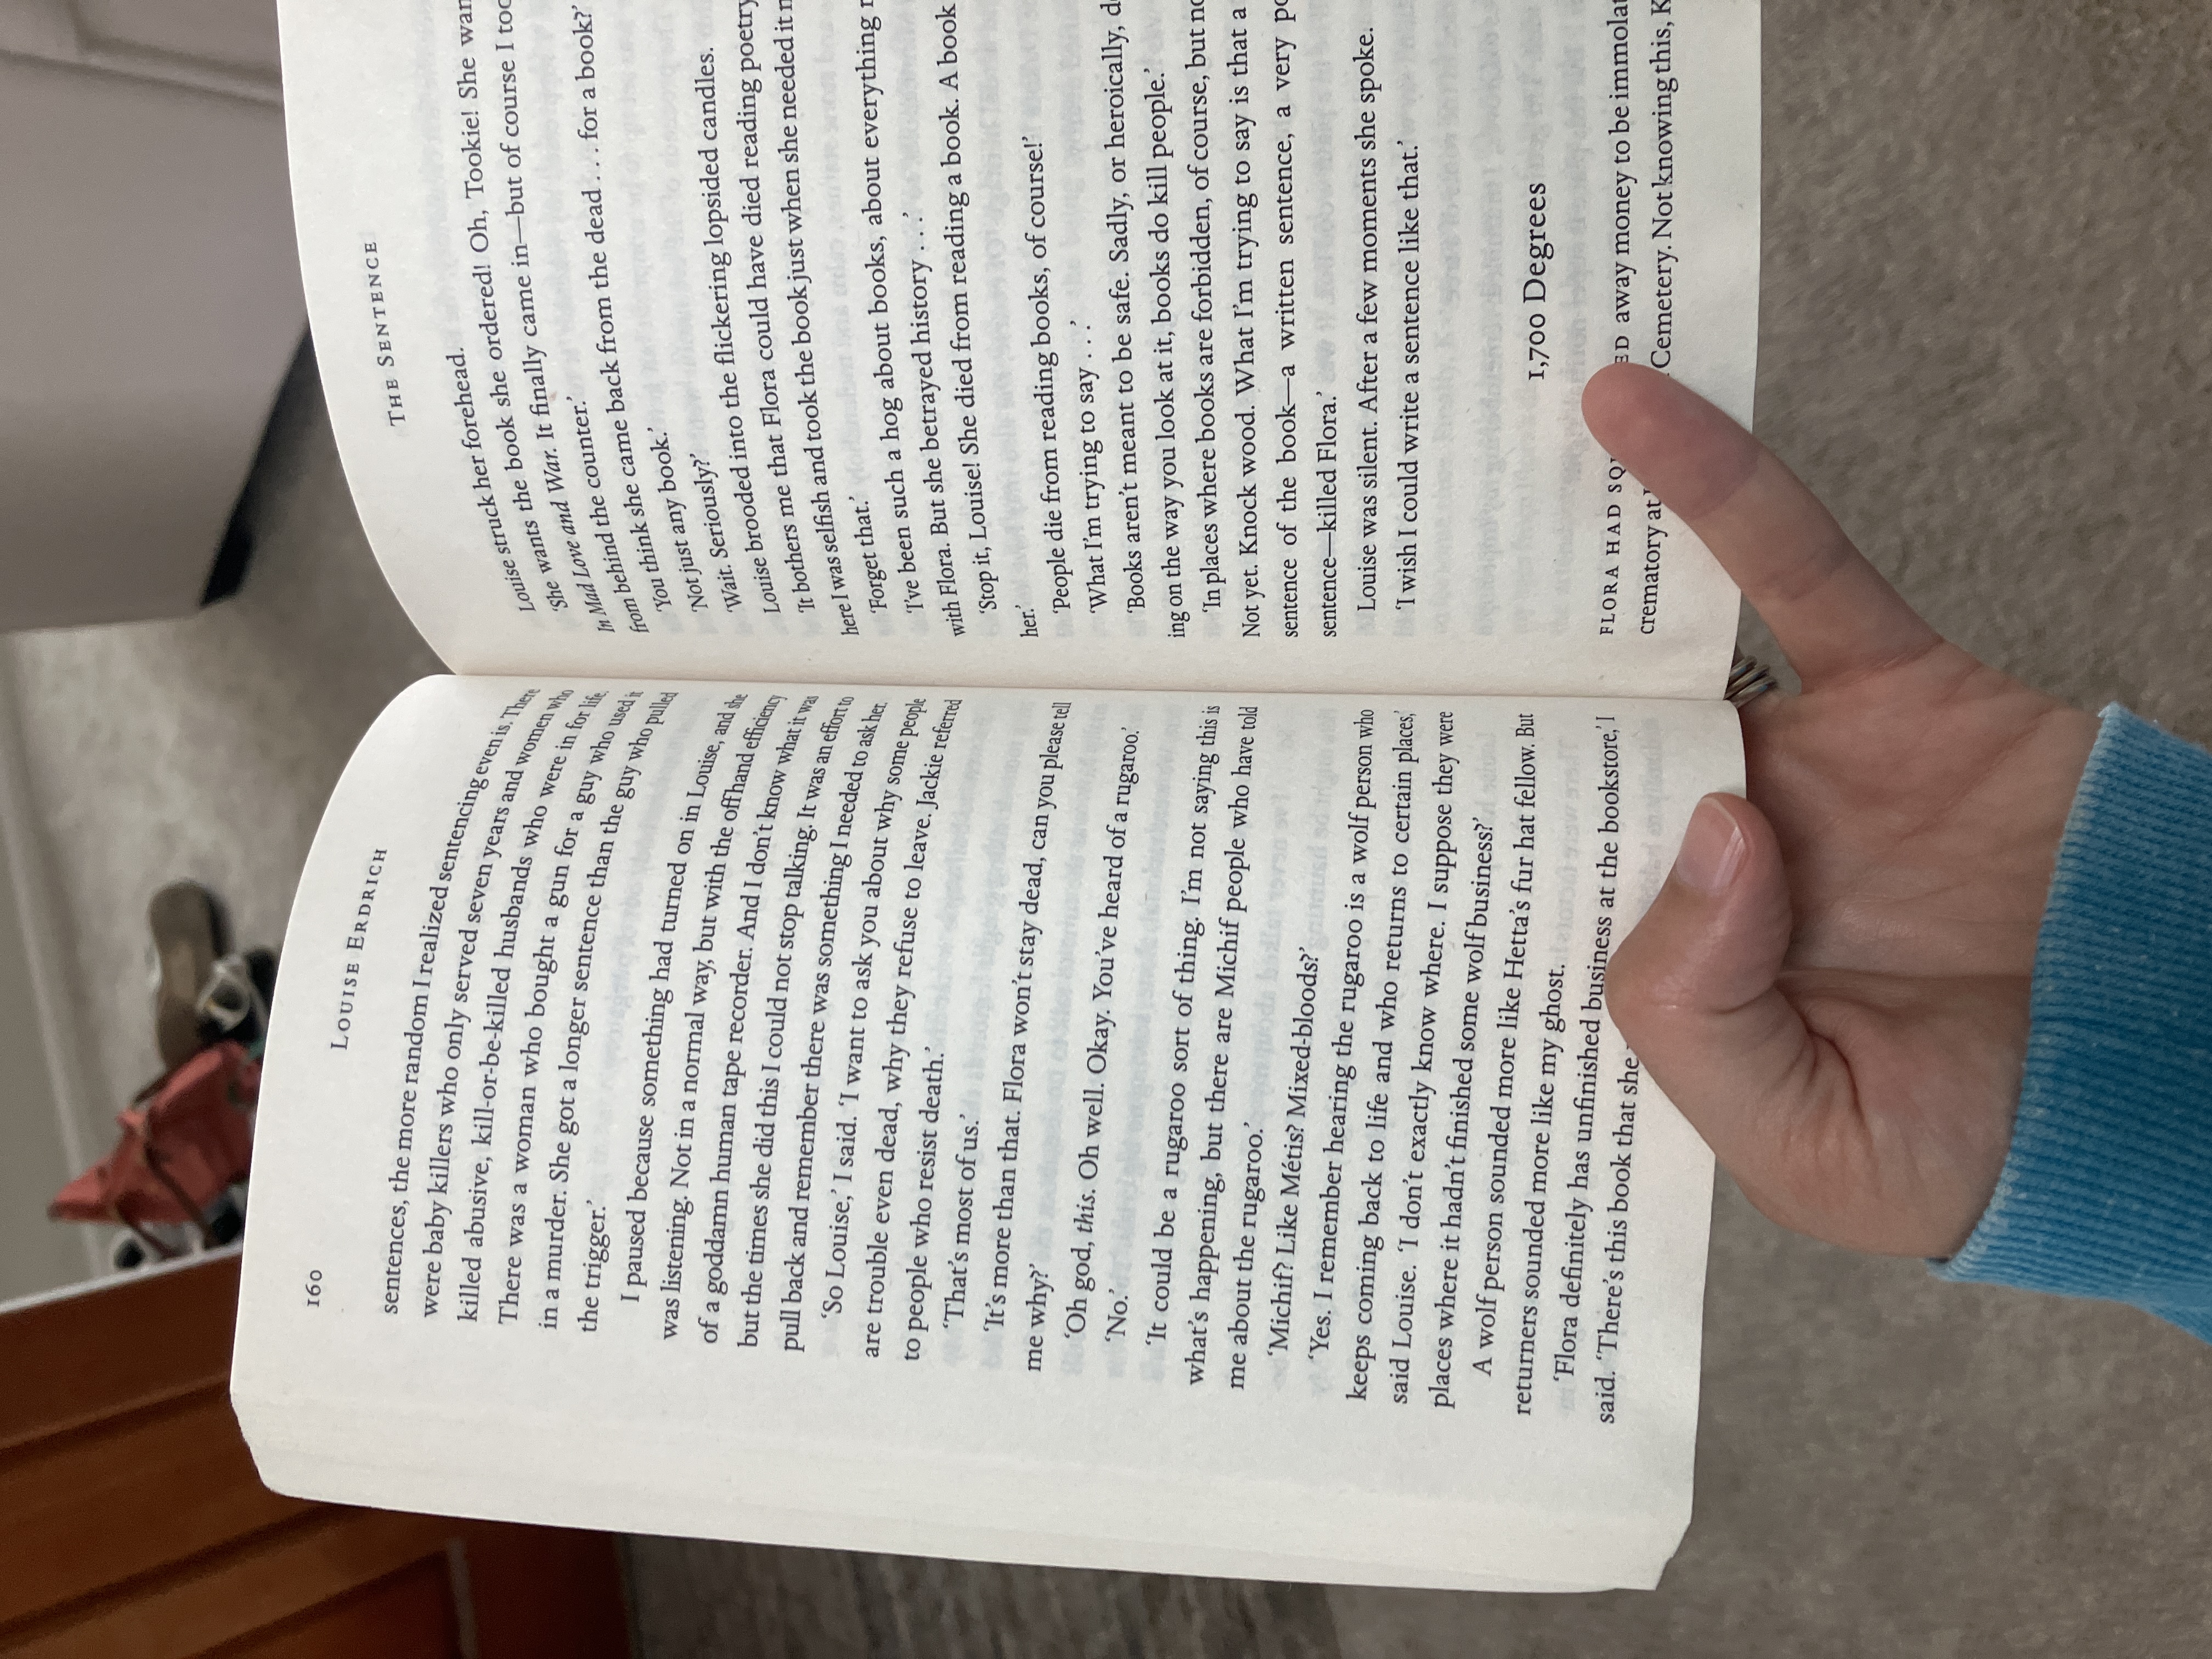 160
LOUISE ERDRICH
sentences, the more random I realized sentencing even is. There
were baby killers who only served seven years and women who
killed abusive, kill-or-be-killed husbands who were in for life.
There was a woman who bought a gun for a guy who used it
in a murder. She got a longer sentence than the guy who pulled
the trigger.’
I paused because something had turned on in Louise, and she
was listening. Not in a normal way, but with the offhand efficiency
of a goddamn human tape recorder. And I don’t know what it was
but the times she did this I could not stop talking. It was an effort to
pull back and remember there was something I needed to ask her.
‘So Louise,’ I said. ‘I want to ask you about why some people
are trouble even dead, why they refuse to leave. Jackie referred
to people who resist death.’
‘That’s most of us.’
‘It’s more than that. Flora won’t stay dead, can you please tell
me why?’
‘Oh god, this. Oh well. Okay. You’ve heard of a rugaroo.’
‘No.’
‘It could be a rugaroo sort of thing. I’m not saying this is
what’s happening, but there are Michif people who have told
me about the rugaroo.’
‘Michif? Like Métis? Mixed-bloods?’
‘Yes. I remember hearing the rugaroo is a wolf person who
keeps coming back to life and who returns to certain places,’
said Louise. ‘I don’t exactly know where. I suppose they were
places where it hadn’t finished some wolf business?’
A wolf person sounded more like Hetta’s fur hat fellow. But
returners sounded more like my ghost.
‘Flora definitely has unfinished business at the bookstore,’ I
said. ‘There’s this book that she
THE SENTENCE
Louise struck her forehead.
‘She wants the book she ordered! Oh, Tookie! She
In Mad Love and War. It finally came in—but of course I
from behind the counter.’
‘You think she came back from the dead . . . for a book?’
‘Not just any book.’
‘Wait. Seriously?’
Louise brooded into the flickering lopsided candles.
‘It bothers me that Flora could have died reading poetry
here I was selfish and took the book just when she needed it
‘Forget that.’
‘I’ve been such a hog about books, about everything
with Flora. But she betrayed history . . .’
‘Stop it, Louise! She died from reading a book. A book
her.’
‘People die from reading books, of course!’
‘What I’m trying to say . . .’
‘Books aren’t meant to be safe. Sadly, or heroically,
ing on the way you look at it, books do kill people.’
‘In places where books are forbidden, of course, but
Not yet. Knock wood. What I’m trying to say is that a
sentence of the book—a written sentence, a very
sentence—killed Flora.’
Louise was silent. After a few moments she spoke.
‘I wish I could write a sentence like that.’
1,700 Degrees
FLORA HAD away money to be
crematory at Cemetery. Not knowing this,